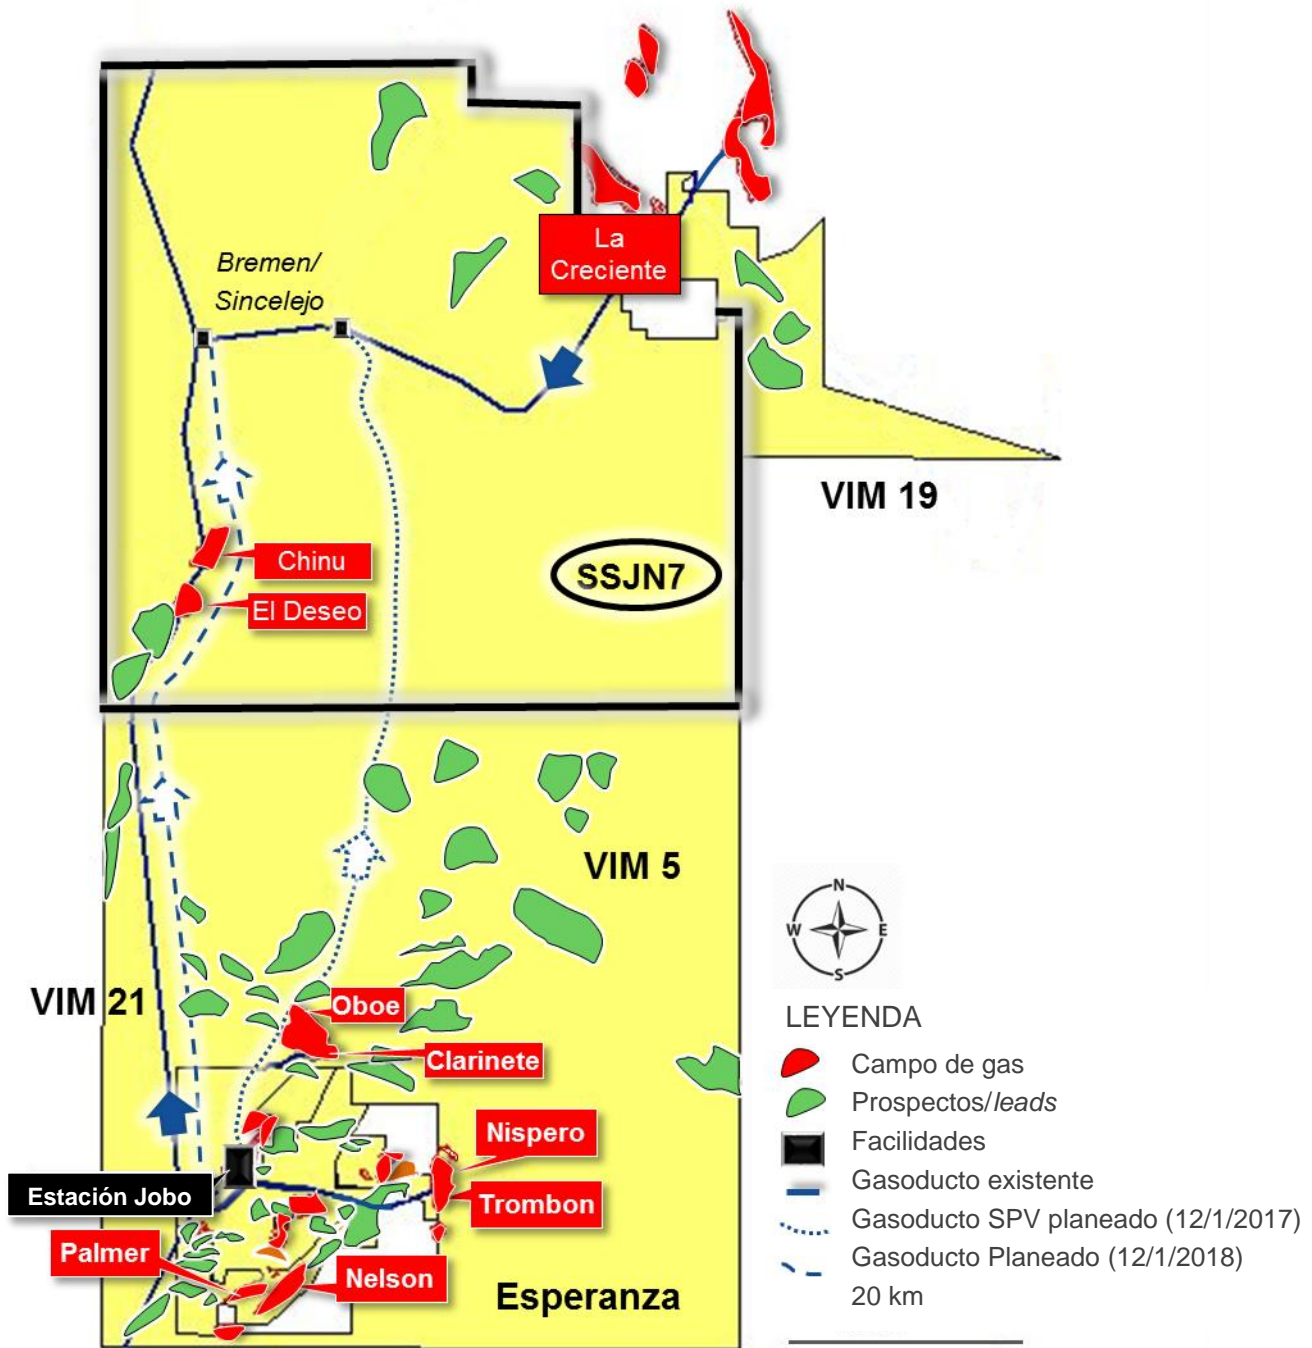 La
Creciente
Bremen/
Sincelejo
VIM 19
SSJN7
Chinu
El Deseo
VIM 5
N
W
E
S
VIM 21
Oboe
LEYENDA
Clarinete
Campo de gas
Prospectos/leads
Nispero
Facilidades
Estación Jobo
Trombon
Gasoducto existente
Gasoducto SPV planeado (12/1/2017)
Palmer
Nelson
Gasoducto Planeado (12/1/2018)
Esperanza
20 km